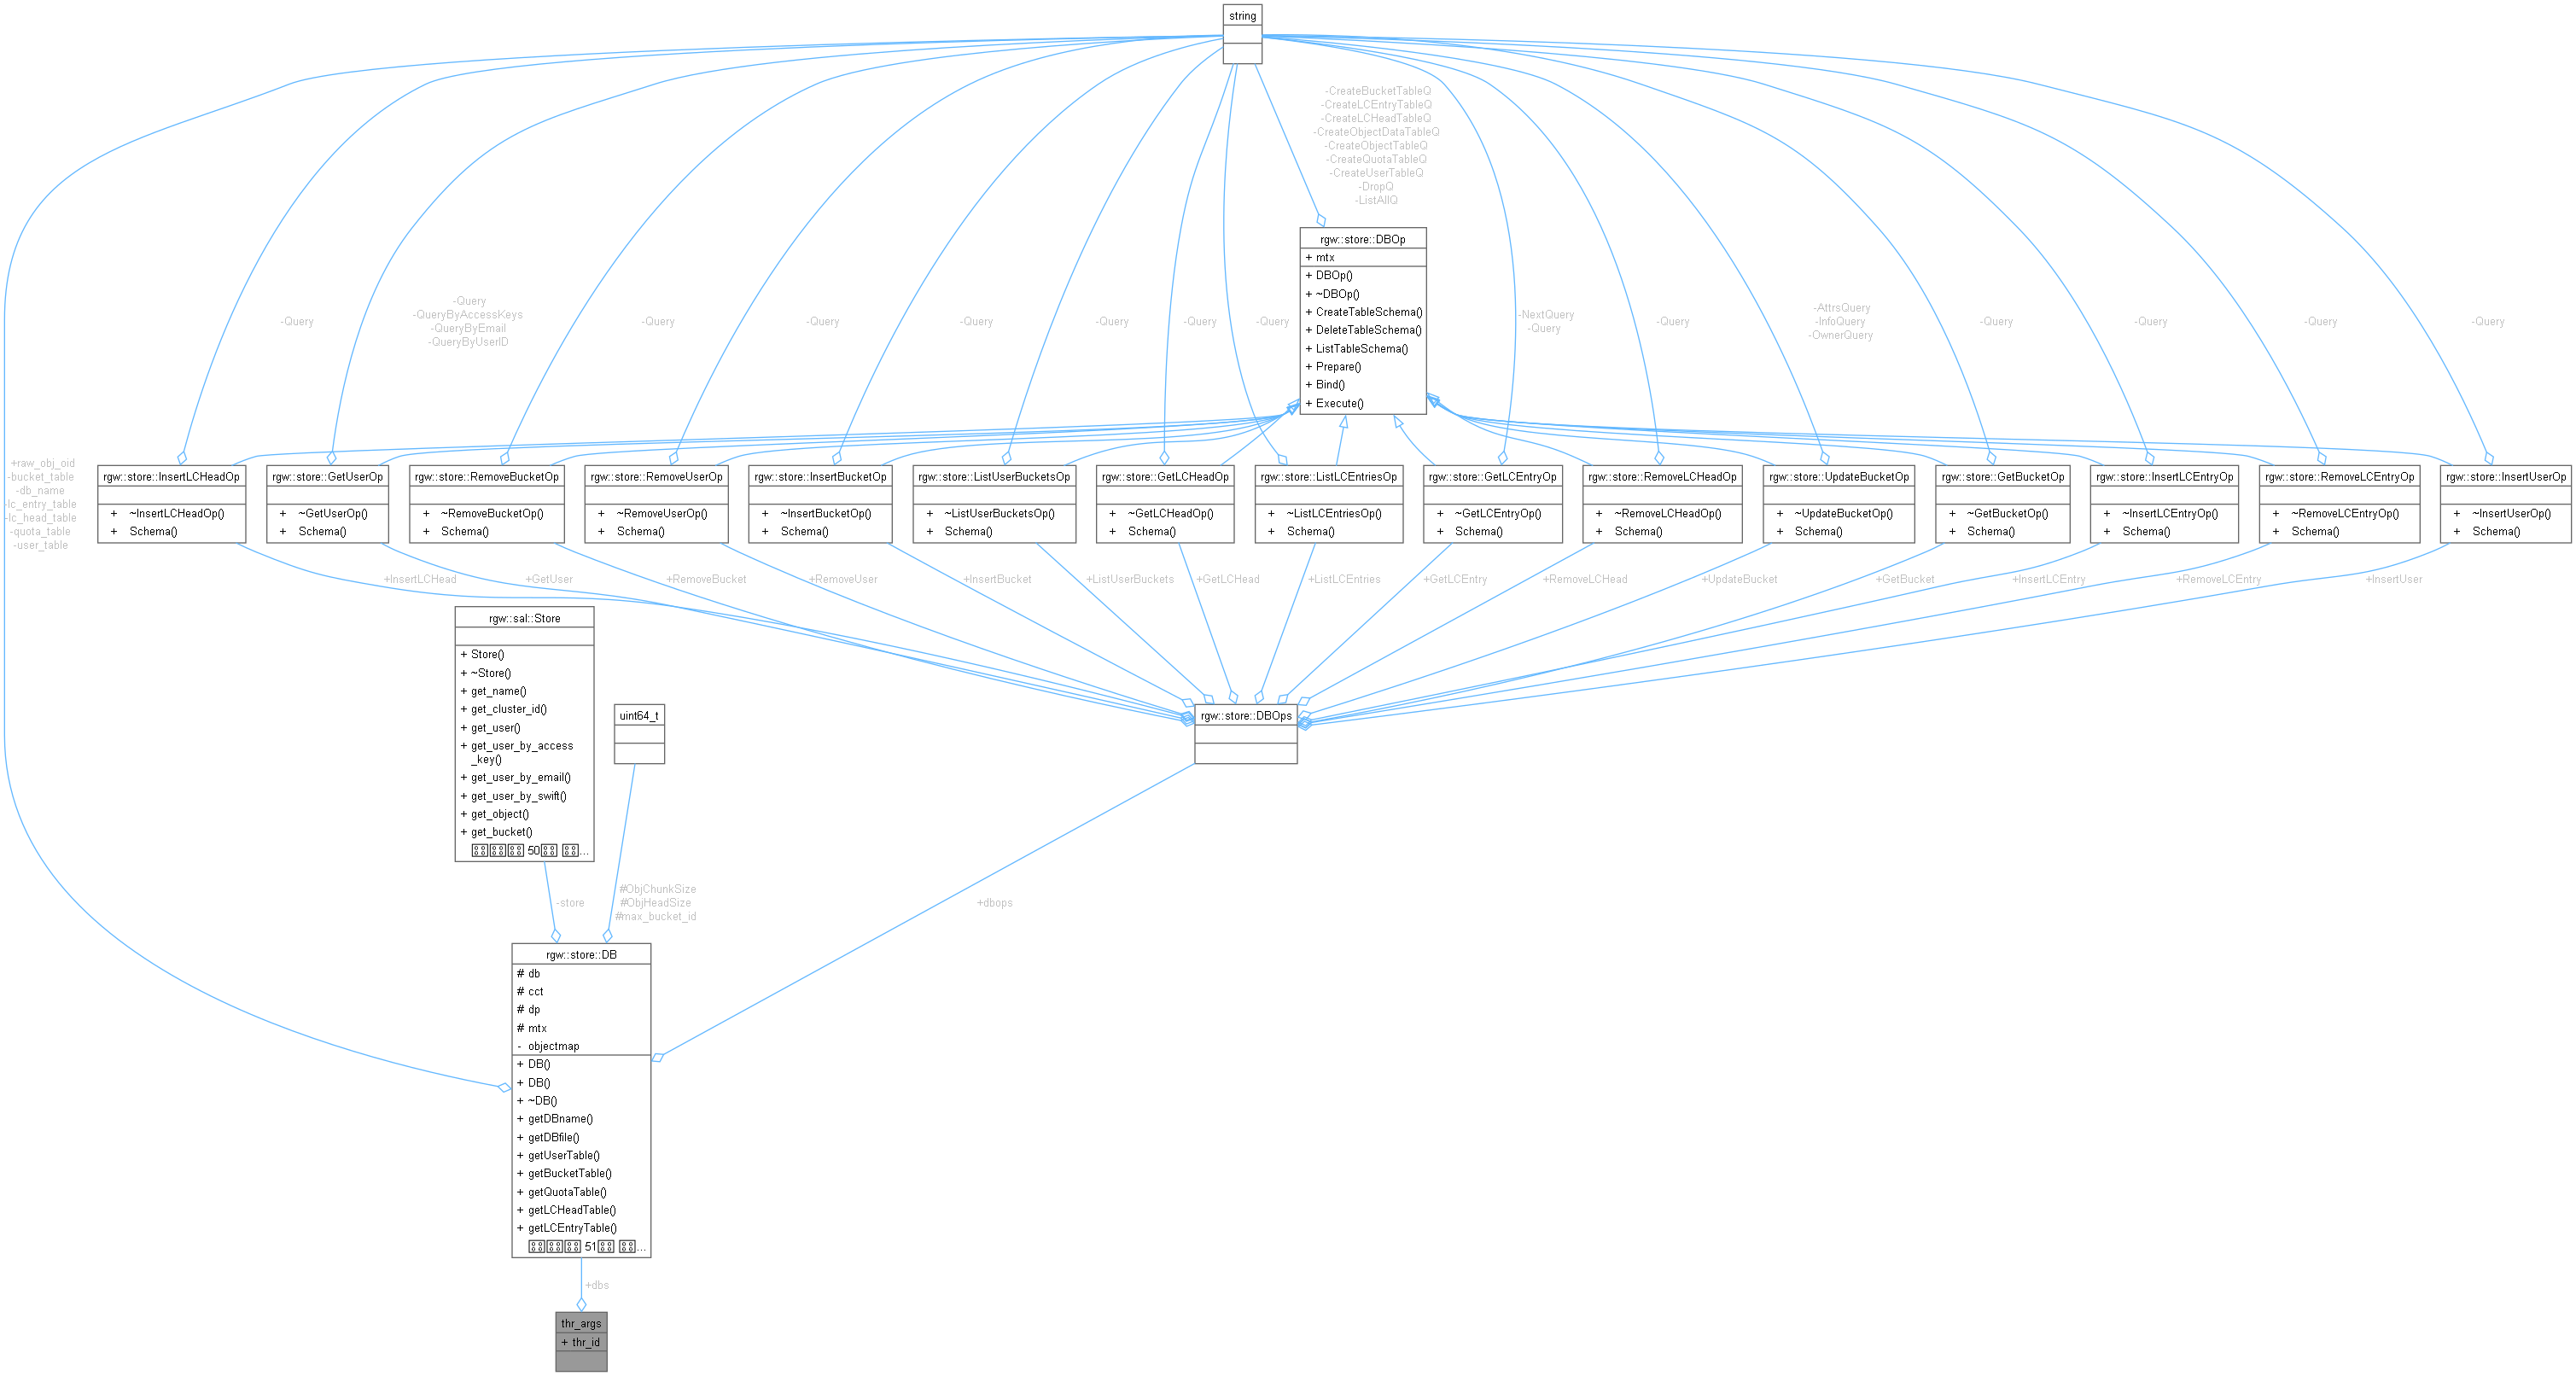 string
-CreateBucketTableQ
-CreateLCEntryTableQ
-CreateLCHeadTableQ
-CreateObjectDataTableQ
-CreateObjectTableQ
-CreateQuotaTableQ
-CreateUserTableQ
-DropQ
-ListAllQ
rgw::store::DBOp
+ mtx
+ DBOp()
+ ~DBOp()
+ CreateTableSchema()
+ DeleteTableSchema()
+ ListTableSchema()
+ Prepare()
+ Bind()
+ Execute()
-Query
-Query
-QueryByAccessKeys
-QueryByEmail
-QueryByUserID
-Query
-Query
-Query
-Query
-Query
-Query
-NextQuery
-Query
-Query
-AttrsQuery
-InfoQuery
-OwnerQuery
-Query
-Query
-Query
-Query
+raw_obj_oid
-bucket_table
-db_name
-lc_entry_table
-lc_head_table
-quota_table
-user_table
rgw::store::InsertLCHeadOp
+ ~InsertLCHeadOp()
+ Schema()
rgw::store::GetUserOp
+ ~GetUserOp()
+ Schema()
rgw::store::RemoveBucketOp
+ ~RemoveBucketOp()
+ Schema()
rgw::store::RemoveUserOp
+ ~RemoveUserOp()
+ Schema()
rgw::store::InsertBucketOp
+ ~InsertBucketOp()
+ Schema()
rgw::store::ListUserBucketsOp
+ ~ListUserBucketsOp()
+ Schema()
rgw::store::GetLCHeadOp
+ ~GetLCHeadOp()
+ Schema()
rgw::store::ListLCEntriesOp
+ ~ListLCEntriesOp()
+ Schema()
rgw::store::GetLCEntryOp
+ ~GetLCEntryOp()
+ Schema()
rgw::store::RemoveLCHeadOp
+ ~RemoveLCHeadOp()
+ Schema()
rgw::store::UpdateBucketOp
+ ~UpdateBucketOp()
+ Schema()
rgw::store::GetBucketOp
+ ~GetBucketOp()
+ Schema()
rgw::store::InsertLCEntryOp
+ ~InsertLCEntryOp()
+ Schema()
rgw::store::RemoveLCEntryOp
+ ~RemoveLCEntryOp()
+ Schema()
rgw::store::InsertUserOp
+ ~InsertUserOp()
+ Schema()
+InsertLCHead
+GetUser
+RemoveBucket
+RemoveUser
+InsertBucket
+ListUserBuckets
+GetLCHead
+ListLCEntries
+GetLCEntry
+RemoveLCHead
+UpdateBucket
+GetBucket
+InsertLCEntry
+RemoveLCEntry
+InsertUser
rgw::sal::Store
+ Store()
+ ~Store()
+ get_name()
+ get_cluster_id()
+ get_user()
+ get_user_by_access
_key()
+ get_user_by_email()
+ get_user_by_swift()
+ get_object()
+ get_bucket()
50 ...
uint64_t
rgw::store::DBOps
-store
#ObjChunkSize
#ObjHeadSize
#max_bucket_id
+dbops
rgw::store::DB
# db
# cct
# dp
# mtx
- objectmap
+ DB()
+ DB()
+ ~DB()
+ getDBname()
+ getDBfile()
+ getUserTable()
+ getBucketTable()
+ getQuotaTable()
+ getLCHeadTable()
+ getLCEntryTable()
51 ...
+dbs
thr_args
+ thr_id